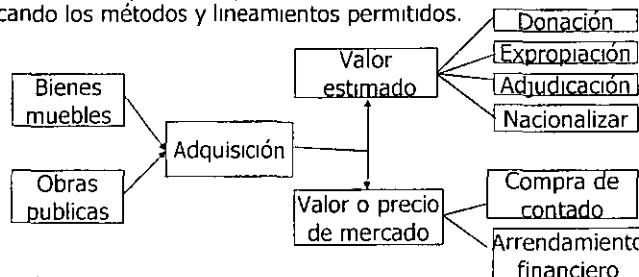 cando los métodos y lineamientos permitidos.
Donación
Expropiación
Adjudicación
Nacionalizar
Valor
estimado
Bienes
muebles
Adquisición
Obras
publicas
Valor o precio
de mercado
Compra de
contado
Arrendamiento
financiero